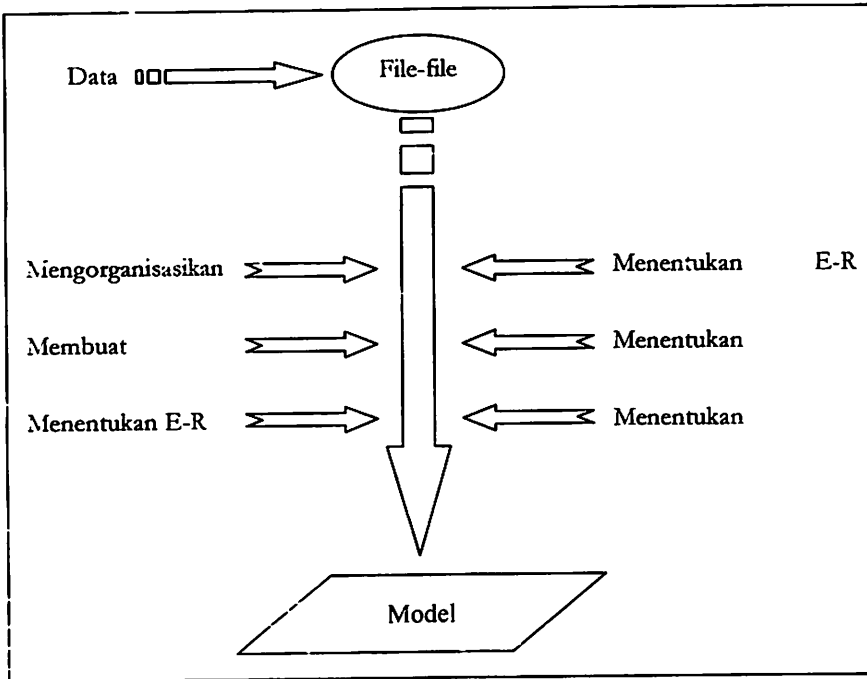 Data
File-file
Mengorganisasikan
Menentukan E-R
Membuat
Menentukan
Menentukan E-R
Menentukan
Model